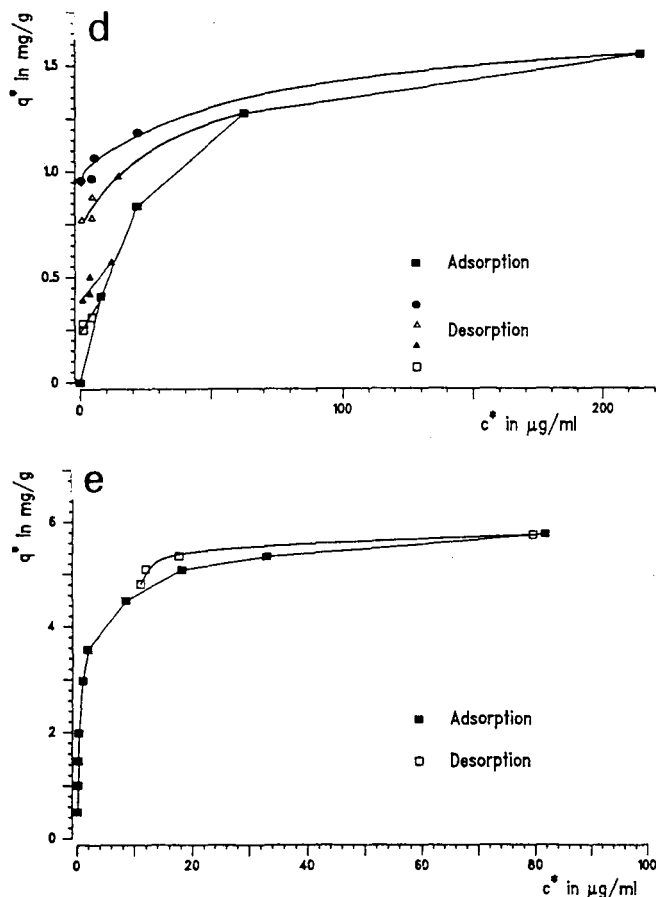 d
q* in mg/g
1.5
1.0
0.5
0
Adsorption
Desorption
0
100
200
c* in μg/ml
e
q* in mg/g
6
4
2
0
Adsorption
Desorption
0
20
40
60
80
100
c* in μg/ml